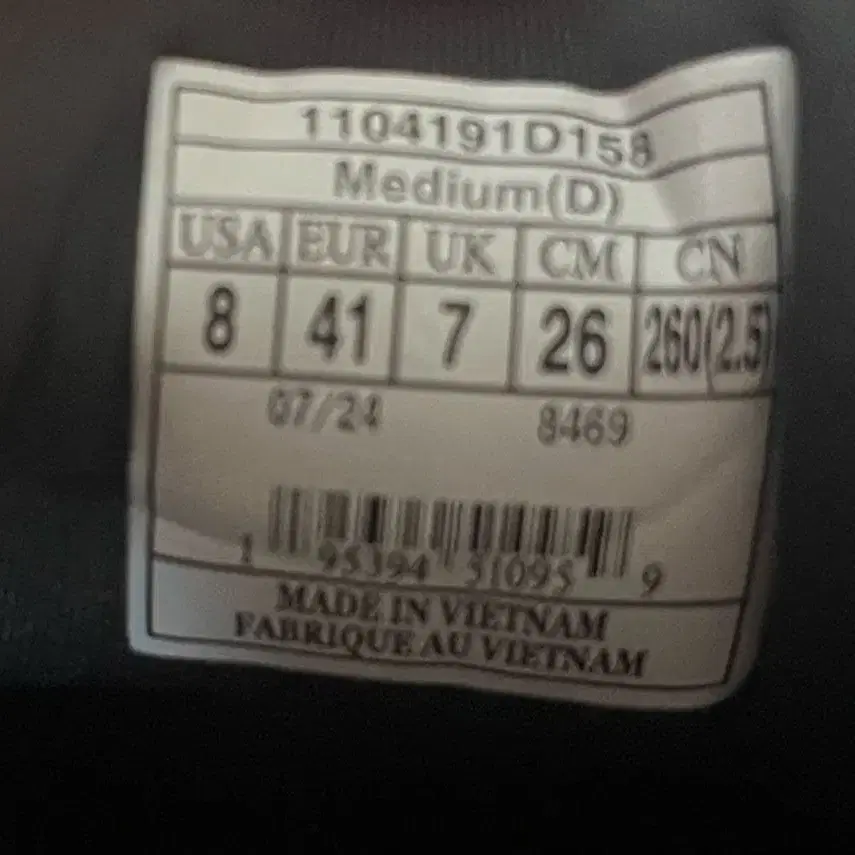 1104191D158
Medium(D)
USA EUR UK CM CN
8 41 7 26 260(2.5)
07/24 8469
1 95394 51095 9
MADE IN VIETNAM
FABRIQUE AU VIETNAM